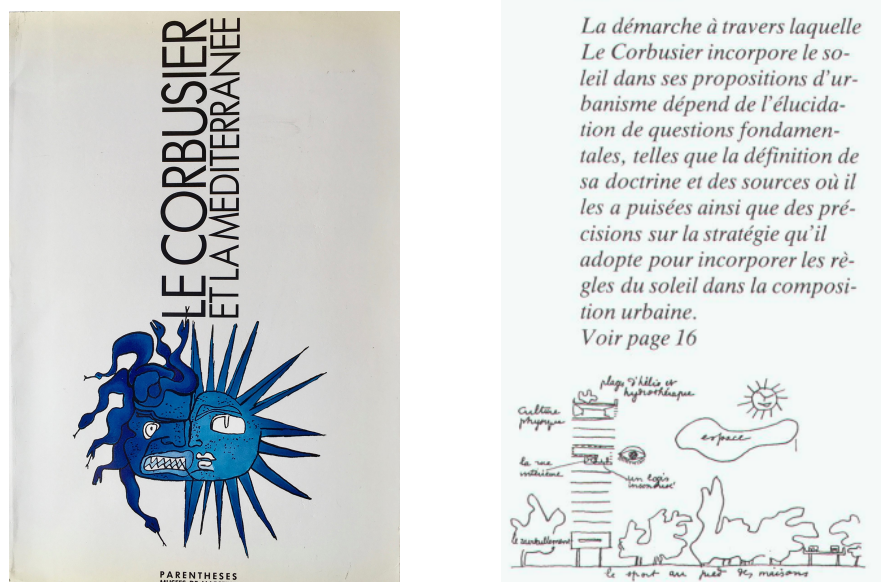 LE CORBUSIER
ET LA MEDITERRANEE
PARENTHESES
La démarche à travers laquelle
Le Corbusier incorpore le so-
leil dans ses propositions d'ur-
banisme dépend de l'élucida-
tion de questions fondamen-
tales, telles que la définition de
sa doctrine et des sources où il
les a puisées ainsi que des pré-
cisions sur la stratégie qu'il
adopte pour incorporer les rè-
gles du soleil dans la composi-
tion urbaine.
Voir page 16
plage d'hélio et
hydrothérapie
culture
physique
espace
la rue
intérieure
un logis
insonorisé
le sport au pied des maisons